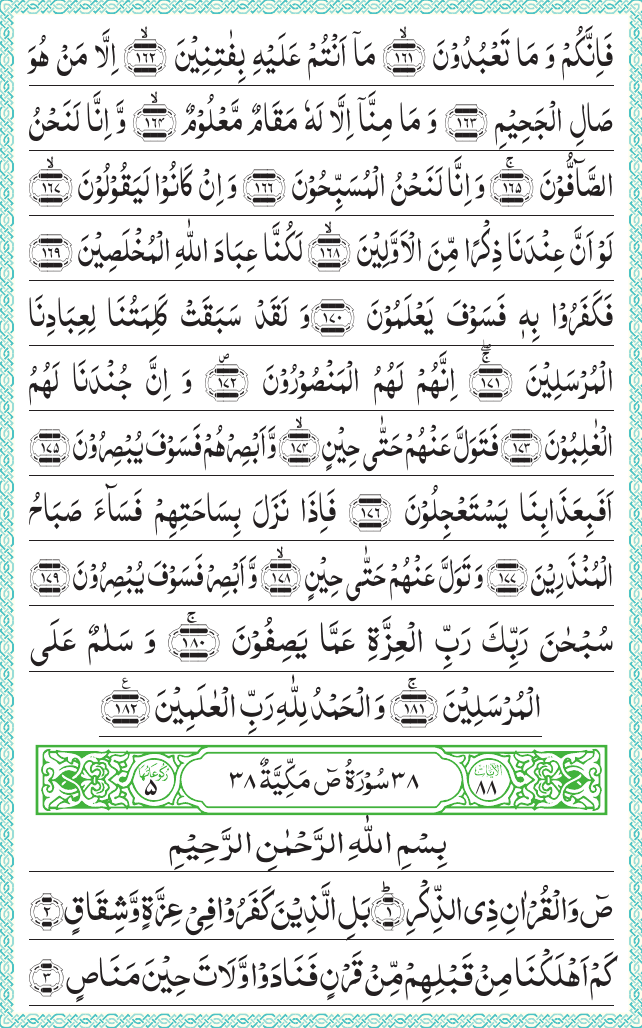 فَاِنَّكُمْ وَ مَا تَعْبُدُوْنَ ﴿١٦١﴾ۙ مَاۤ اَنْتُمْ عَلَيْهِ بِفٰتِنِيْنَ ﴿١٦٢﴾ۙ اِلَّا مَنْ هُوَ
صَالِ الْجَحِيْمِ ﴿١٦٣﴾ وَ مَا مِنَّاۤ اِلَّا لَهٗ مَقَامٌ مَّعْلُوْمٌ ﴿١٦٤﴾ۙ وَّ اِنَّا لَنَحْنُ
الصَّآفُّوْنَ ﴿١٦٥﴾ۚ وَ اِنَّا لَنَحْنُ الْمُسَبِّحُوْنَ ﴿١٦٦﴾ وَ اِنْ كَانُوْا لَيَقُوْلُوْنَ ﴿١٦٧﴾ۙ
لَوْ اَنَّ عِنْدَنَا ذِكْرًا مِّنَ الْاَوَّلِيْنَ ﴿١٦٨﴾ۙ لَكُنَّا عِبَادَ اللّٰهِ الْمُخْلَصِيْنَ ﴿١٦٩﴾
فَكَفَرُوْا بِهٖ فَسَوْفَ يَعْلَمُوْنَ ﴿١٧٠﴾ وَ لَقَدْ سَبَقَتْ كَلِمَتُنَا لِعِبَادِنَا
الْمُرْسَلِيْنَ ﴿١٧١﴾ۚۖ اِنَّهُمْ لَهُمُ الْمَنْصُوْرُوْنَ ﴿١٧٢﴾۪ وَ اِنَّ جُنْدَنَا لَهُمُ
الْغٰلِبُوْنَ ﴿١٧٣﴾ فَتَوَلَّ عَنْهُمْ حَتّٰى حِيْنٍ ﴿١٧٤﴾ۙ وَّ اَبْصِرْهُمْ فَسَوْفَ يُبْصِرُوْنَ ﴿١٧٥﴾
اَفَبِعَذَابِنَا يَسْتَعْجِلُوْنَ ﴿١٧٦﴾ فَاِذَا نَزَلَ بِسَاحَتِهِمْ فَسَآءَ صَبَاحُ
الْمُنْذَرِيْنَ ﴿١٧٧﴾ وَ تَوَلَّ عَنْهُمْ حَتّٰى حِيْنٍ ﴿١٧٨﴾ۙ وَّ اَبْصِرْ فَسَوْفَ يُبْصِرُوْنَ ﴿١٧٩﴾
سُبْحٰنَ رَبِّكَ رَبِّ الْعِزَّةِ عَمَّا يَصِفُوْنَ ﴿١٨٠﴾ۚ وَ سَلٰمٌ عَلَى
الْمُرْسَلِيْنَ ﴿١٨١﴾ۚ وَ الْحَمْدُ لِلّٰهِ رَبِّ الْعٰلَمِيْنَ ﴿١٨٢﴾ ع
اٰيَاتُهَا ٨٨ ٣٨ سُوْرَةُ صٓ مَكِّيَّةٌ ٣٨ رُكُوْعَاتُهَا ٥
بِسْمِ اللّٰهِ الرَّحْمٰنِ الرَّحِيْمِ
صٓ وَ الْقُرْاٰنِ ذِي الذِّكْرِ ﴿١﴾ؕ بَلِ الَّذِيْنَ كَفَرُوْا فِيْ عِزَّةٍ وَّ شِقَاقٍ ﴿٢﴾
كَمْ اَهْلَكْنَا مِنْ قَبْلِهِمْ مِّنْ قَرْنٍ فَنَادَوْا وَّ لَاتَ حِيْنَ مَنَاصٍ ﴿٣﴾